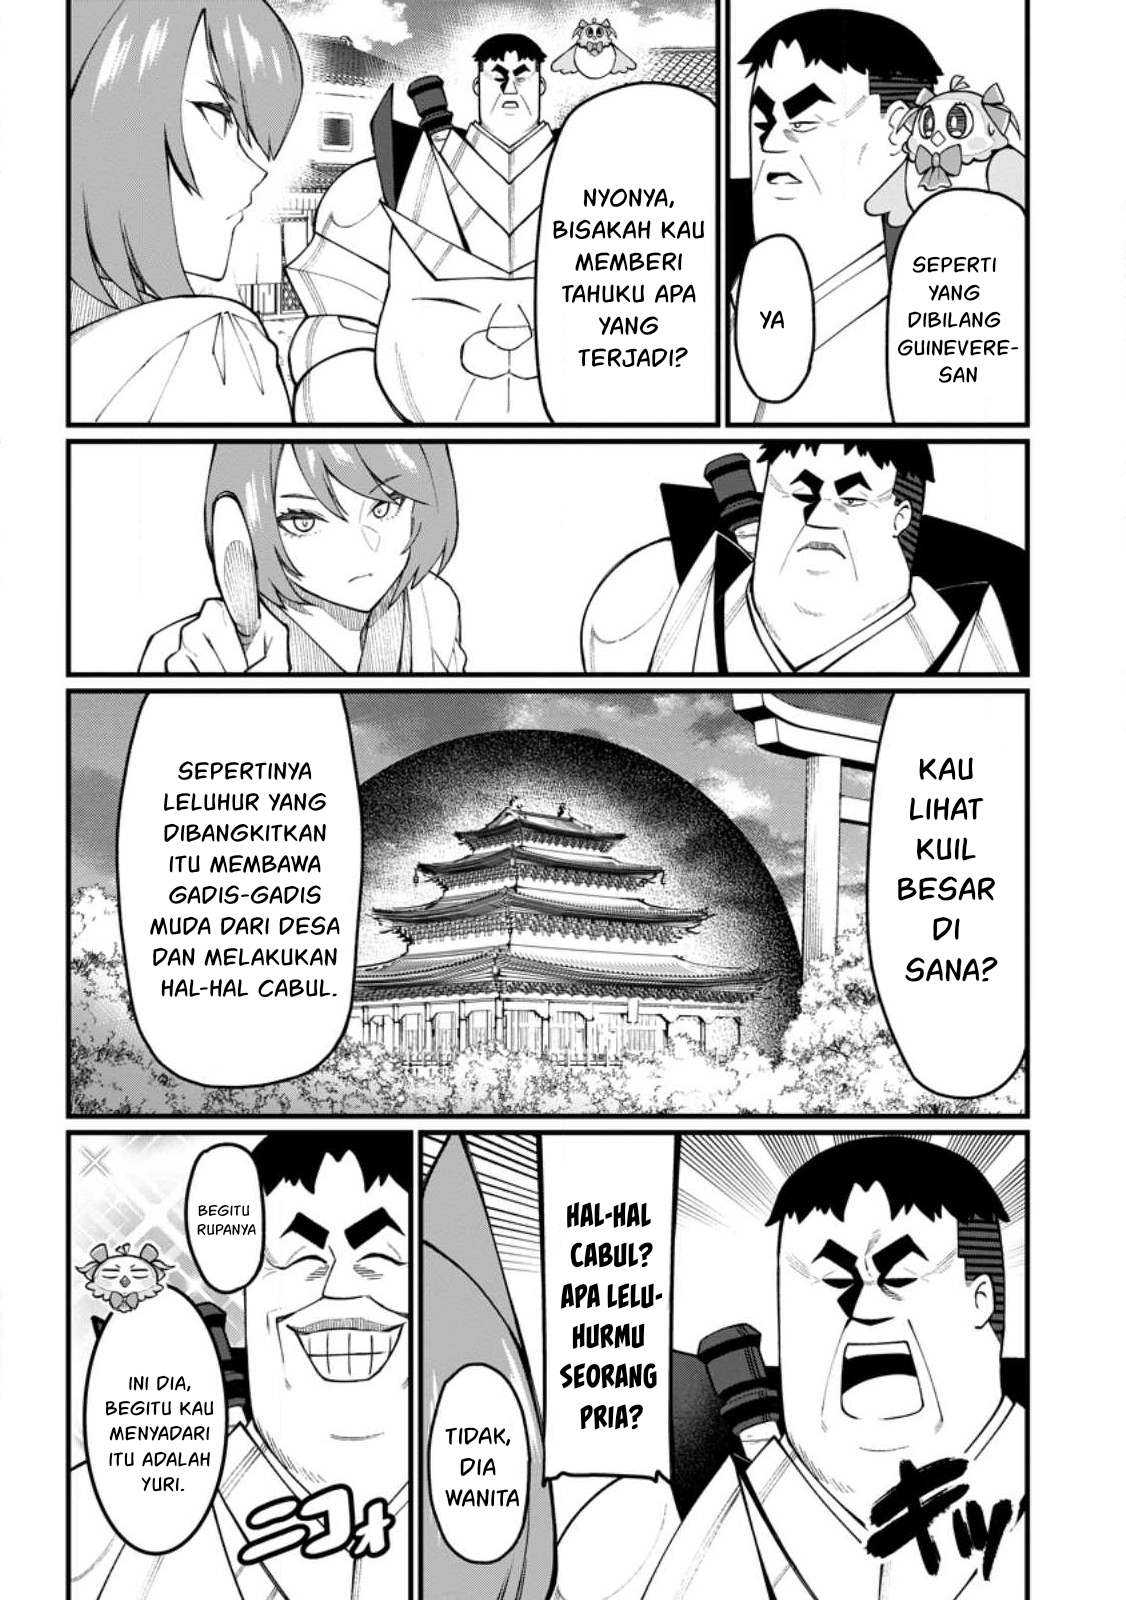 SEPERTI
YANG
DIBILANG
GUINEVERE-
SAN
YA
NYONYA,
BISAKAH KAU
MEMBERI
TAHUKU APA
YANG
TERJADI?
KAU
LIHAT
KUIL
BESAR
DI
SANA?
SEPERTINYA
LELUHUR YANG
DIBANGKITKAN
ITU MEMBAWA
GADIS-GADIS
MUDA DARI DESA
DAN MELAKUKAN
HAL-HAL CABUL.
HAL-HAL
CABUL?
APA LELU-
HURMU
SEORANG
PRIA?
キッ
TIDAK,
DIA
WANITA
BEGITU
RUPANYA
INI DIA,
BEGITU KAU
MENYADARI
ITU ADALAH
YURI.
ニコォ